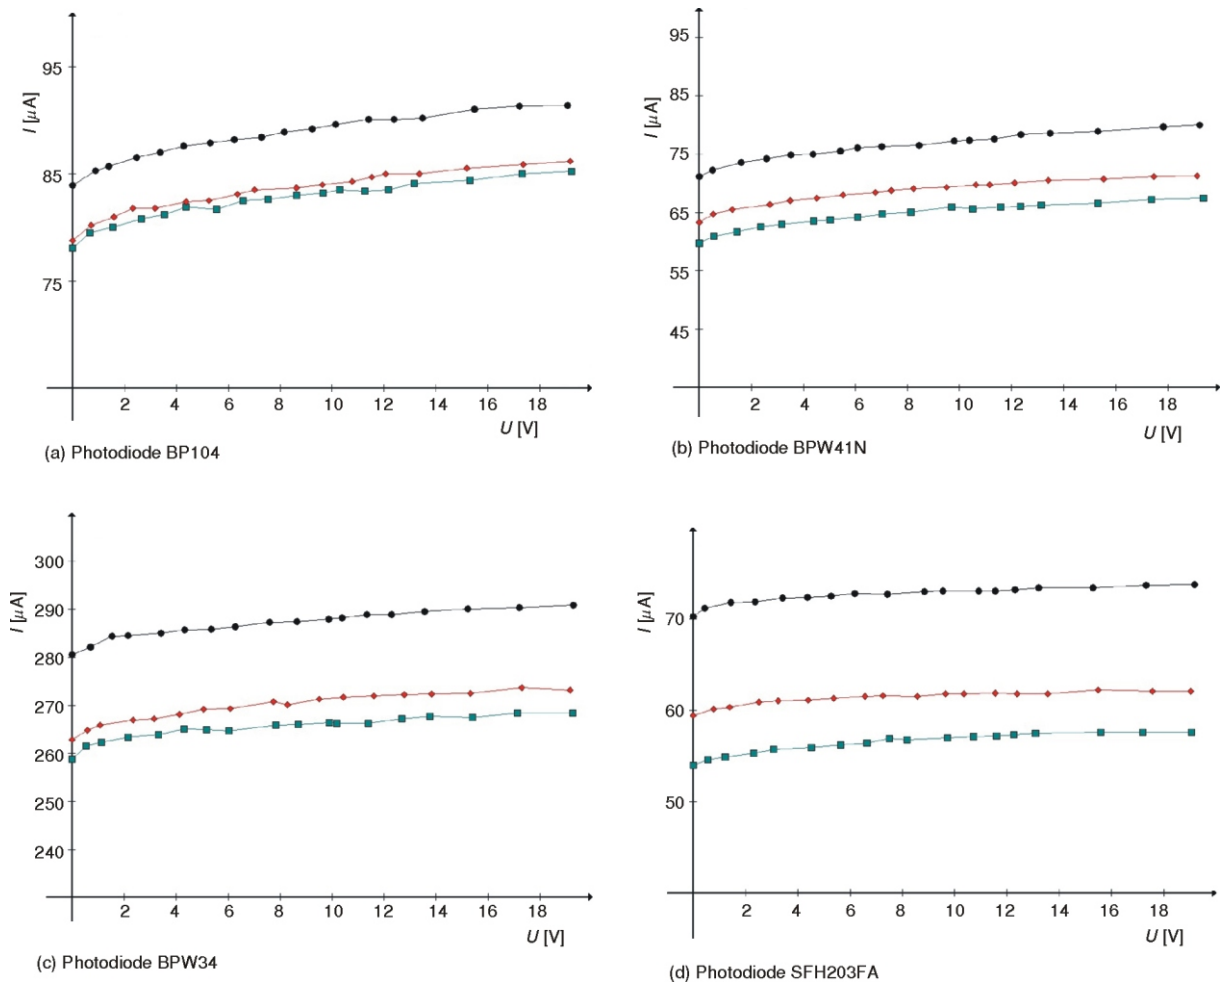 95
I [μA]
85
75
2 4 6 8 10 12 14 16 18
U [V]
(a) Photodiode BP104
95
I [μA]
85
75
65
55
45
2 4 6 8 10 12 14 16 18
U [V]
(b) Photodiode BPW41N
300
I [μA]
290
280
270
260
250
240
2 4 6 8 10 12 14 16 18
U [V]
(c) Photodiode BPW34
I [μA]
70
60
50
2 4 6 8 10 12 14 16 18
U [V]
(d) Photodiode SFH203FA